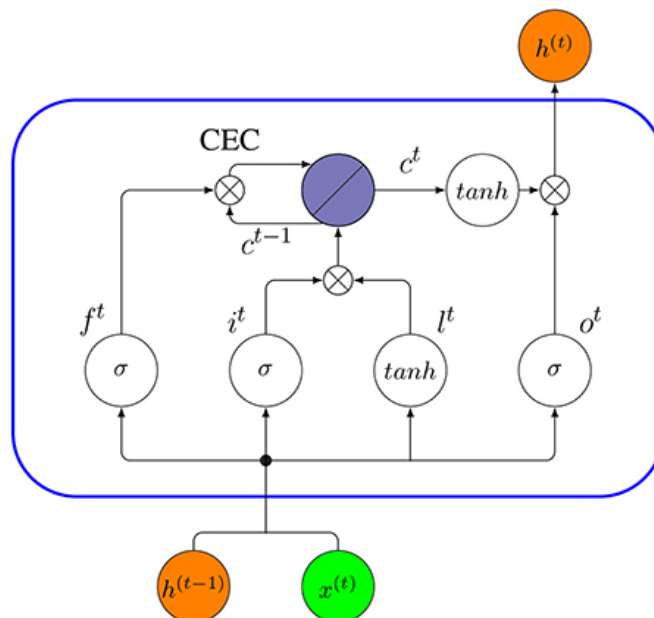 h^{(t)}
CEC
c^t
tanh
c^{t-1}
f^t
i^t
l^t
o^t
σ
σ
tanh
σ
h^{(t-1)}
x^{(t)}